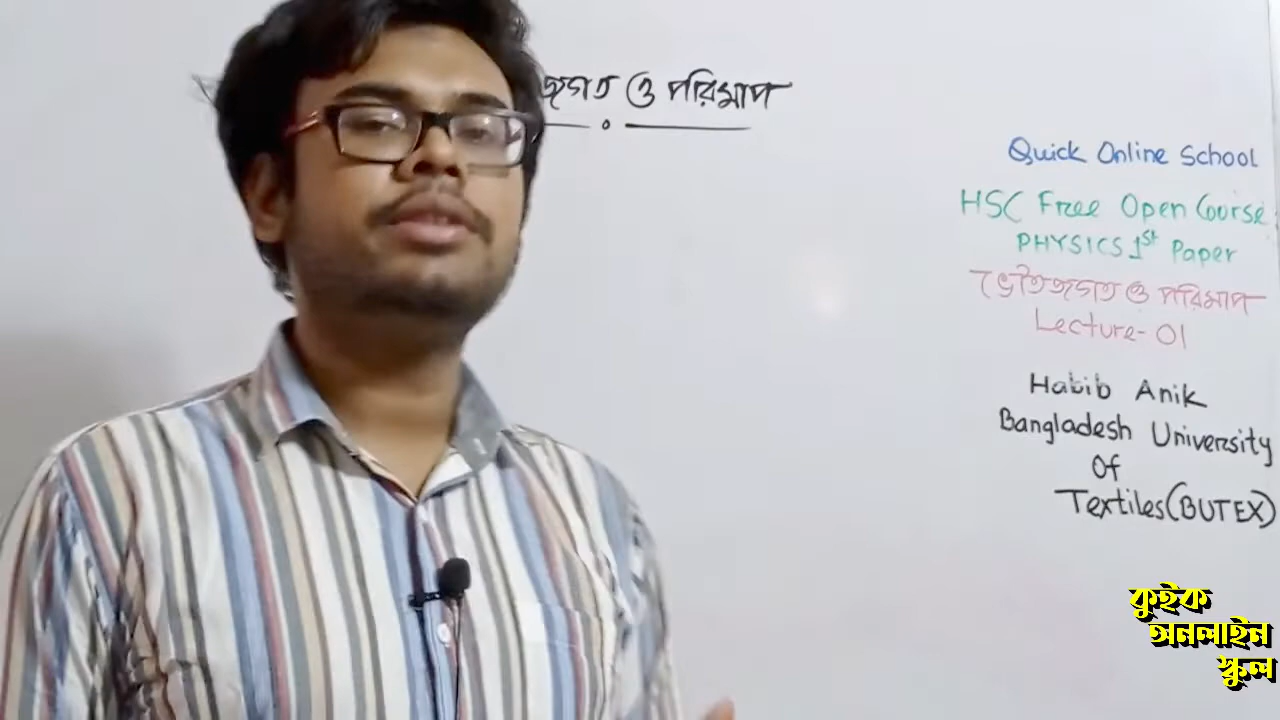 জগত ও পরিমাপ
Quick Online School
HSC Free Open Course
PHYSICS 1st Paper
ভৌতজগত ও পরিমাপ
Lecture-01
Habib Anik
Bangladesh University
Of
Textiles(BUTEX)
কুইক
অনলাইন
স্কুল